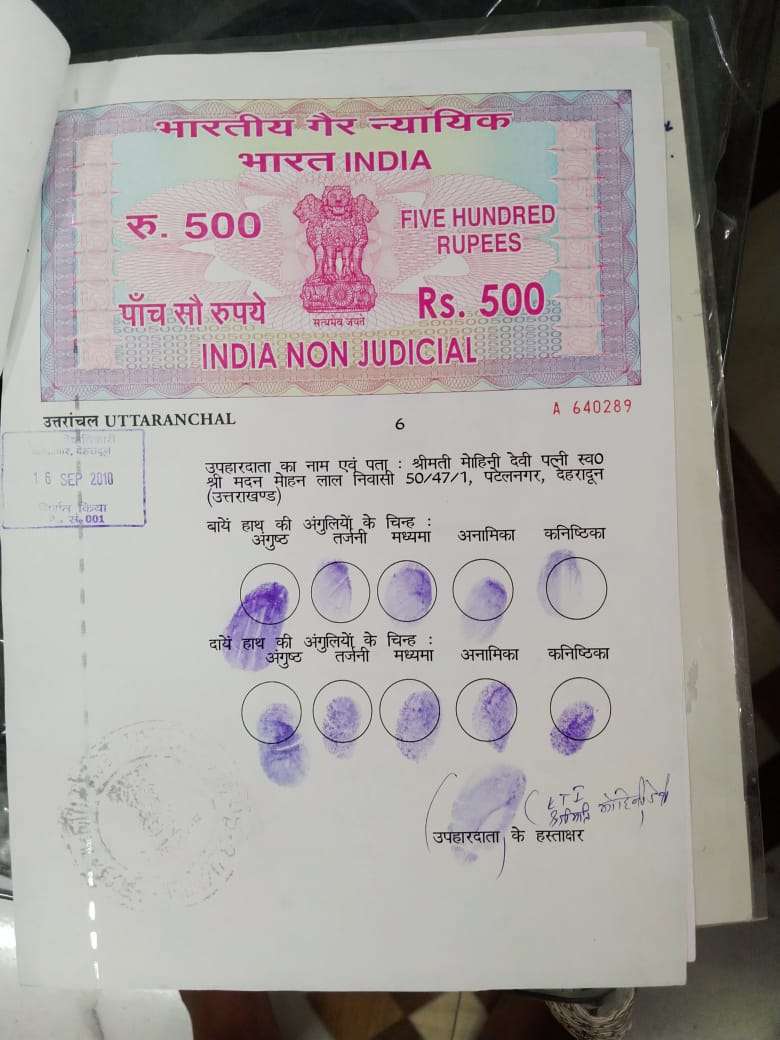 भारतीय गैर न्यायिक
भारत INDIA
रु. 500
FIVE HUNDRED
RUPEES
सत्यमेव जयते
पाँच सौ रुपये
Rs. 500
INDIA NON JUDICIAL
उत्तरांचल UTTARANCHAL
A 640289
6
देहरादून
16 SEP 2010
001
उपहारदाता का नाम एवं पता : श्रीमती मोहिनी देवी पत्नी स्व0
श्री मदन मोहन लाल निवासी 50/47/1, पटेलनगर, देहरादून
(उत्तराखण्ड)
बायें हाथ की अंगुलियों के चिन्ह :
अंगुष्ठ तर्जनी मध्यमा अनामिका कनिष्ठिका
दायें हाथ की अंगुलियों के चिन्ह :
अंगुष्ठ तर्जनी मध्यमा अनामिका कनिष्ठिका
LTI
श्रीमति मोहिनी देवी
उपहारदाता के हस्ताक्षर